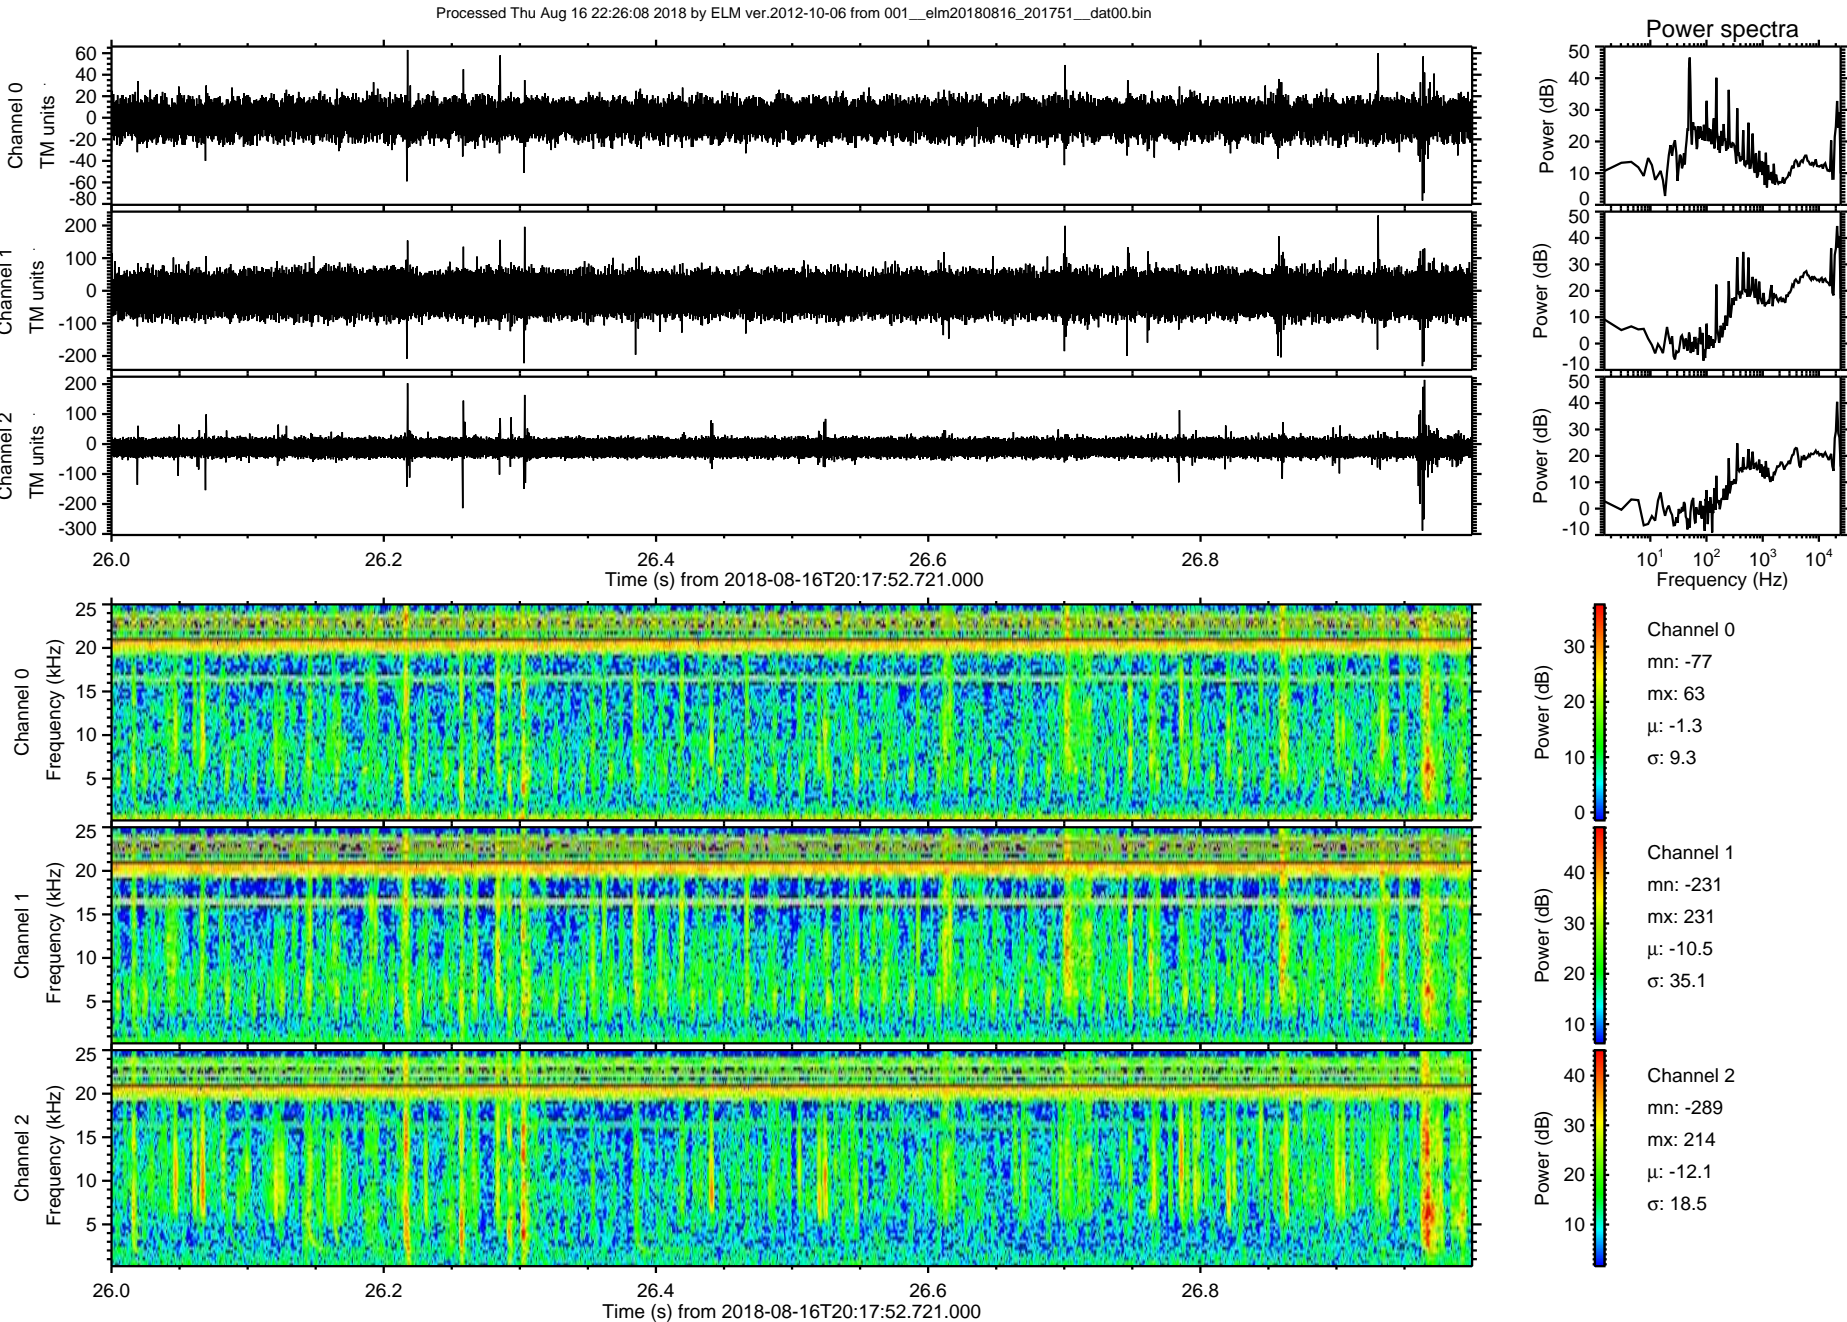 Processed Thu Aug 16 22:26:08 2018 by ELM ver.2012-10-06 from 001__elm20180816_201751__dat00.bin
Power spectra
Channel 0
TM units
60
40
20
0
-20
-40
-60
-80
Power (dB)
50
40
30
20
10
0
Channel 1
TM units
200
100
0
-100
-200
Power (dB)
50
40
30
20
10
0
-10
Channel 2
TM units
200
100
0
-100
-200
-300
Power (dB)
50
40
30
20
10
0
-10
26.0 26.2 26.4 26.6 26.8
Time (s) from 2018-08-16T20:17:52.721.000
10¹ 10² 10³ 10⁴
Frequency (Hz)
Channel 0
Frequency (kHz)
25
20
15
10
5
Power (dB)
30
20
10
0
Channel 0
mn: -77
mx: 63
μ: -1.3
σ: 9.3
Channel 1
Frequency (kHz)
25
20
15
10
5
Power (dB)
40
30
20
10
Channel 1
mn: -231
mx: 231
μ: -10.5
σ: 35.1
Channel 2
Frequency (kHz)
25
20
15
10
5
Power (dB)
40
30
20
10
Channel 2
mn: -289
mx: 214
μ: -12.1
σ: 18.5
26.0 26.2 26.4 26.6 26.8
Time (s) from 2018-08-16T20:17:52.721.000